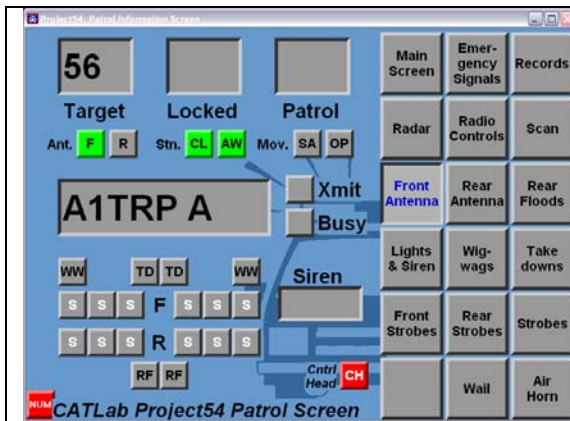 Project54: Patrol Information Screen
56
Target Locked Patrol
Ant. F R Stn. CL AW Mov. SA OP
A1TRP A
Xmit
Busy
WW TD TD WW
S S S F S S S
S S S R S S S
RF RF
Siren
Cntrl
Head CH
NUM
CATLab Project54 Patrol Screen
Main
Screen
Emer-
gency
Signals
Records
Radar
Radio
Controls
Scan
Front
Antenna
Rear
Antenna
Rear
Floods
Lights
& Siren
Wig-
wags
Take
downs
Front
Strobes
Rear
Strobes
Strobes
Wail
Air
Horn